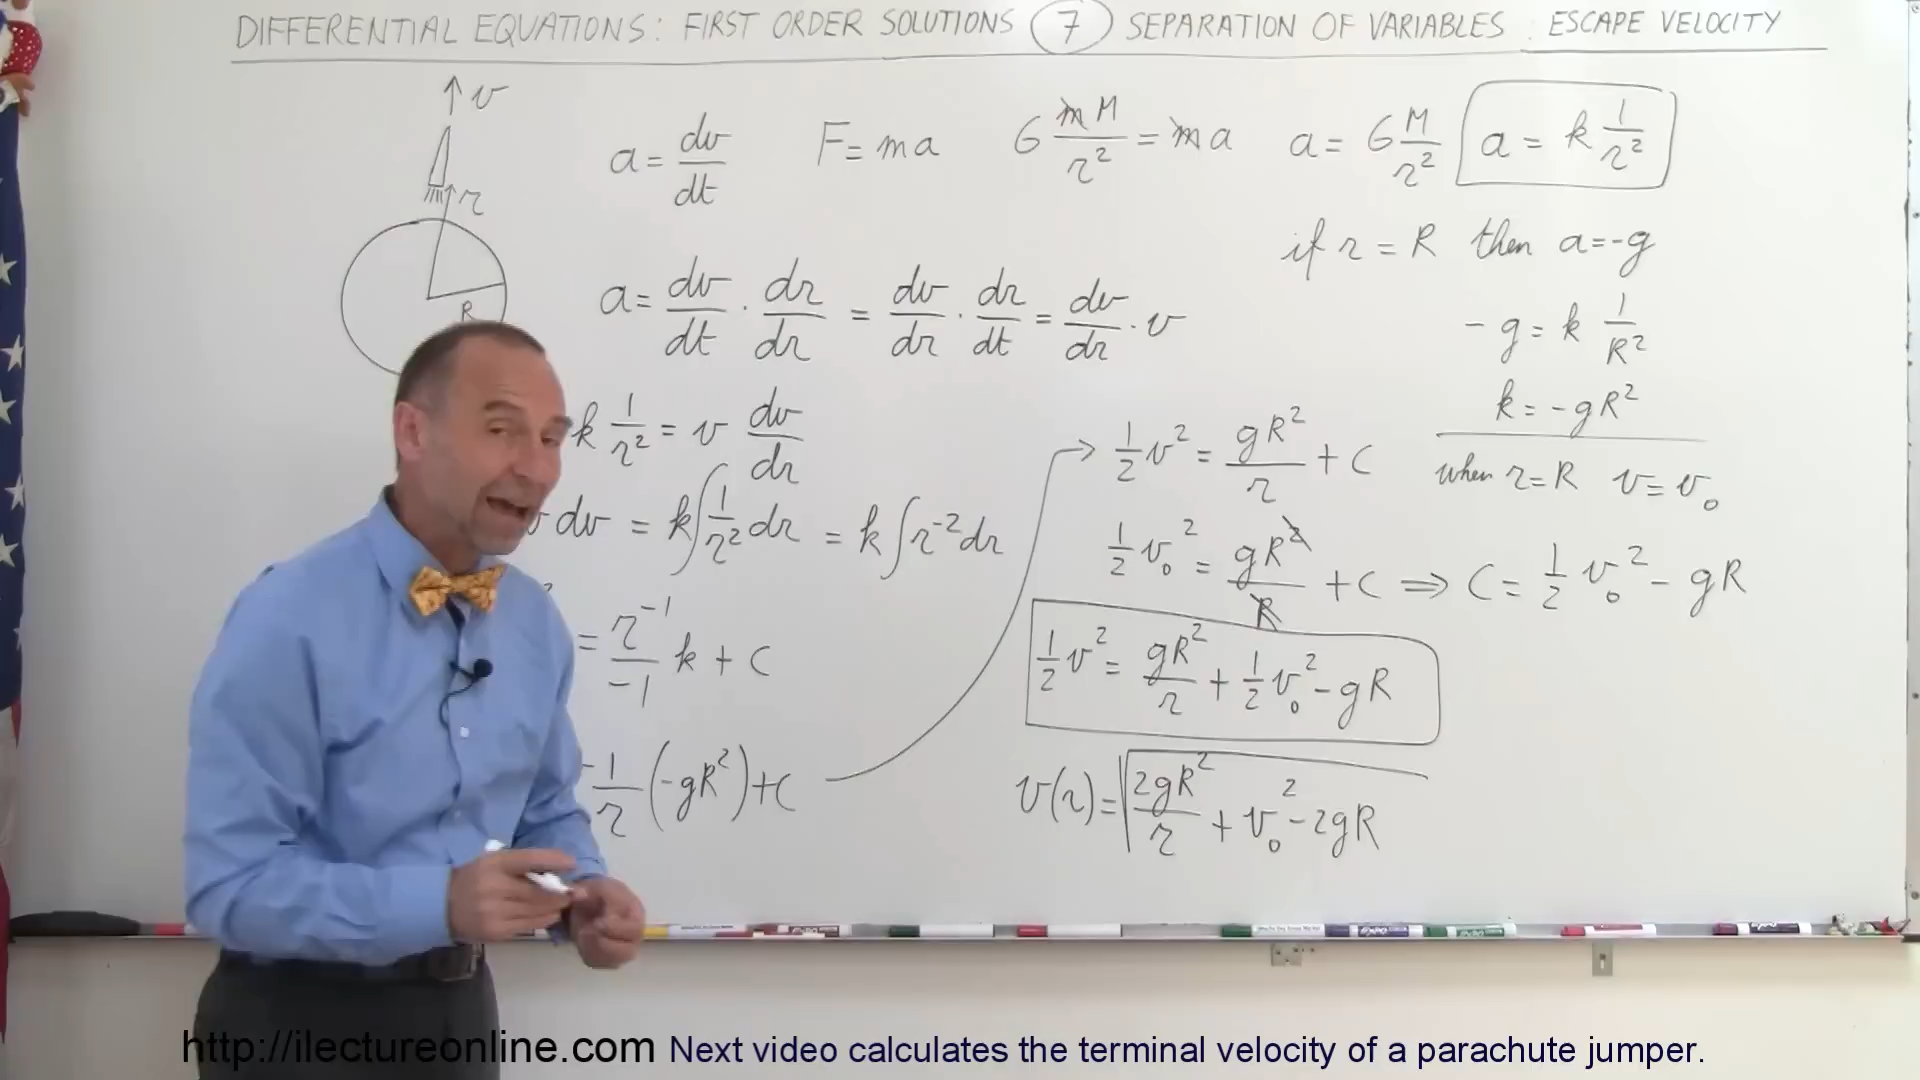 DIFFERENTIAL EQUATIONS: FIRST ORDER SOLUTIONS 7 SEPARATION OF VARIABLES : ESCAPE VELOCITY
↑ v
r
R
a = dv/dt F = ma G mM/r² = ma a = G M/r² a = k 1/r²
if r = R then a = -g
a = dv/dt · dr/dr = dv/dr · dr/dt = dv/dr · v
-g = k 1/R²
k = -gR²
k 1/r² = v dv/dr
→ 1/2 v² = gR²/r + C
when r = R v = v₀
v dv = k∫ 1/r² dr = k∫ r⁻² dr
1/2 v₀² = gR²/R + C ⇒ C = 1/2 v₀² - gR
= r⁻¹/-1 k + C
1/2 v² = gR²/r + 1/2 v₀² - gR
-1/r (-gR²) + C
v(r) = √(2gR²/r + v₀² - 2gR)
http://ilectureonline.com Next video calculates the terminal velocity of a parachute jumper.